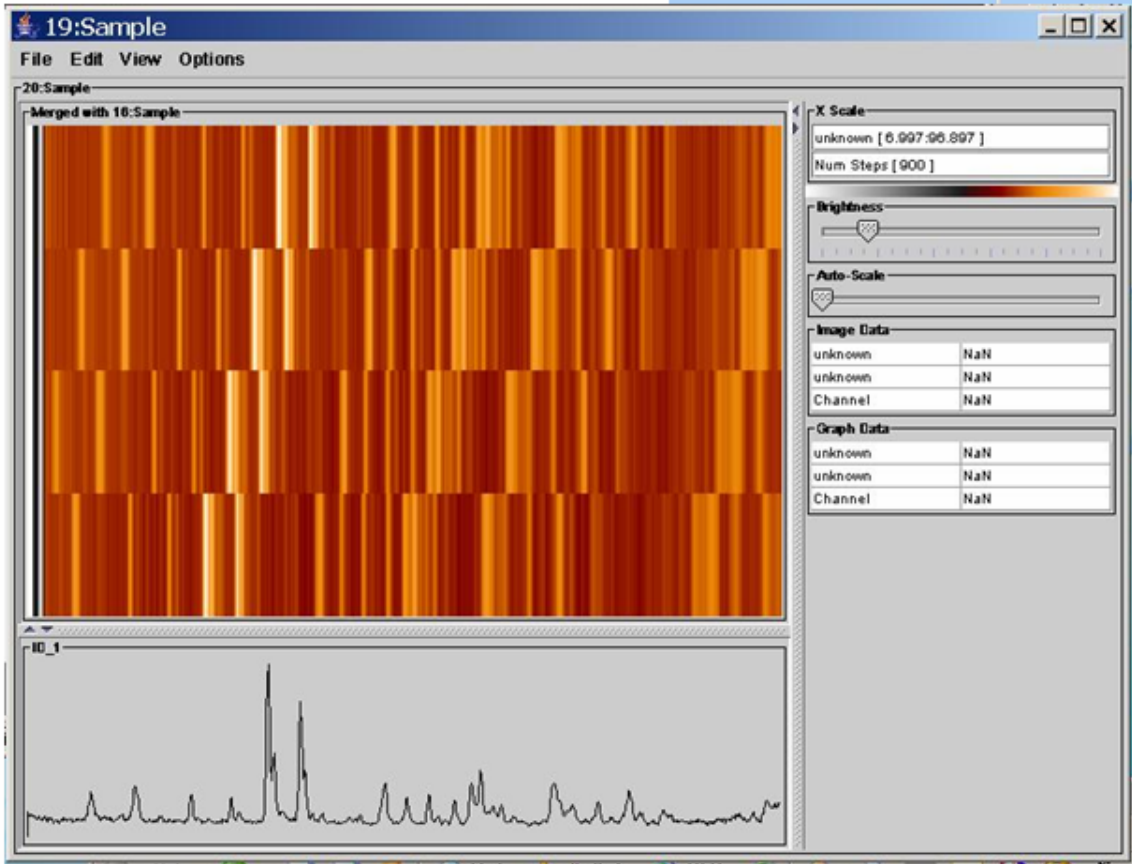 19:Sample
File Edit View Options
20:Sample
Merged with 16:Sample
X Scale
unknown [ 6.997:96.897 ]
Num Steps [ 900 ]
Brightness
Auto-Scale
Image Data
unknown NaN
unknown NaN
Channel NaN
Graph Data
unknown NaN
unknown NaN
Channel NaN
ID_1